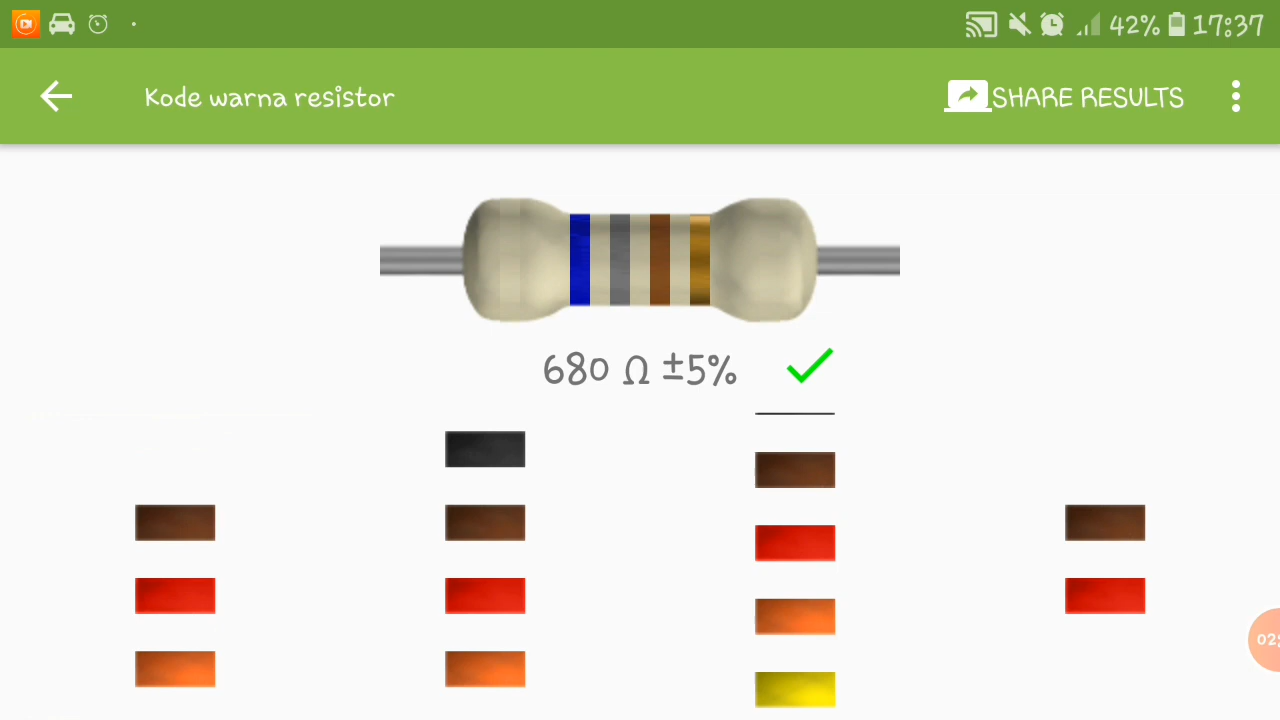 42% 17:37
Kode warna resistor
SHARE RESULTS
680 Ω ±5%